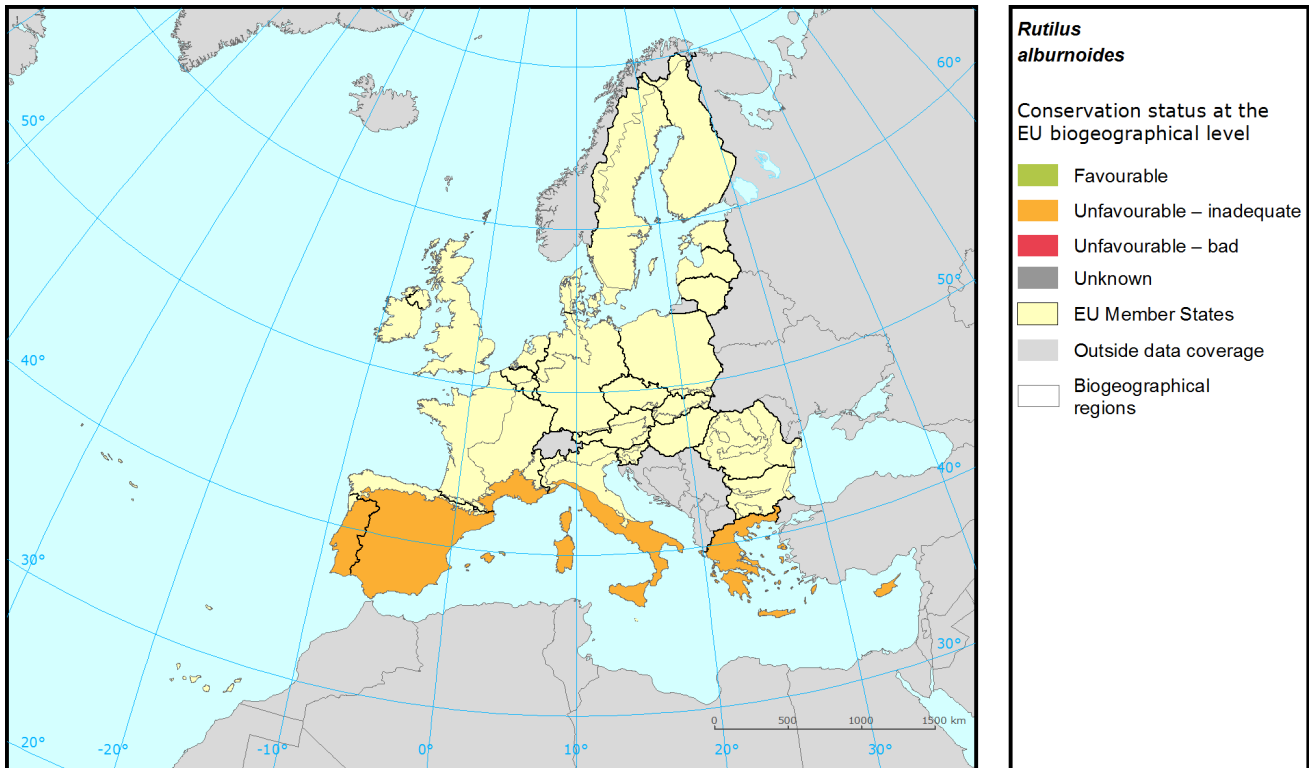 Rutilus
alburnoides
Conservation status at the
EU biogeographical level
Favourable
Unfavourable – inadequate
Unfavourable – bad
Unknown
EU Member States
Outside data coverage
Biogeographical
regions
60°
50°
50°
40°
40°
30°
30°
0 500 1000 1500 km
20° -20° -10° 0° 10° 20° 30°